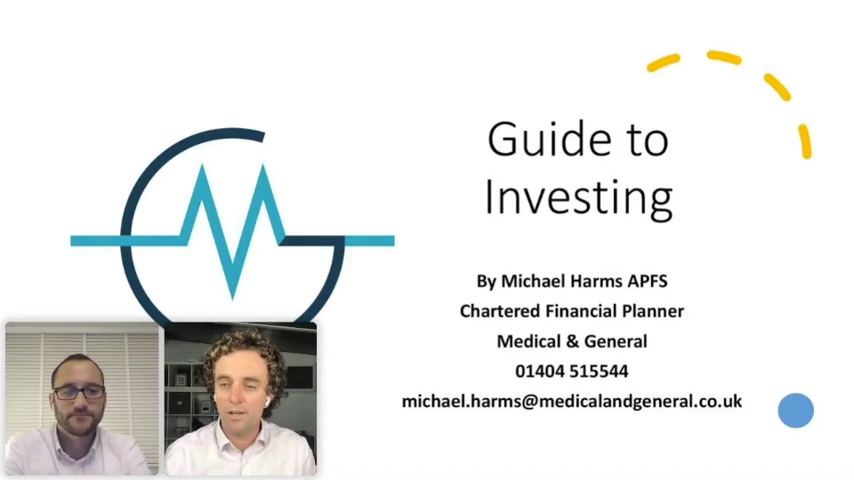 Guide to
Investing
By Michael Harms APFS
Chartered Financial Planner
Medical & General
01404 515544
michael.harms@medicalandgeneral.co.uk